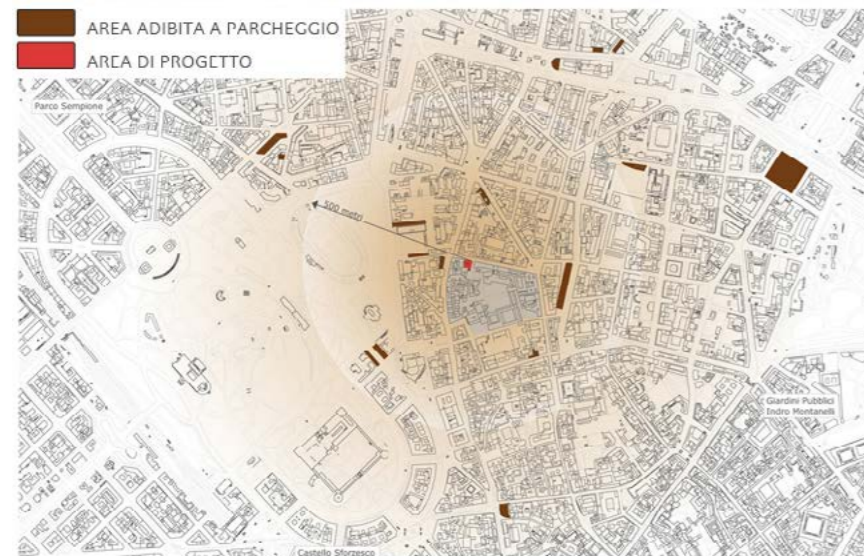 AREA ADIBITA A PARCHEGGIO
AREA DI PROGETTO
Parco Sempione
500 metri
Giardini Pubblici
Indro Montanelli
Castello Sforzesco